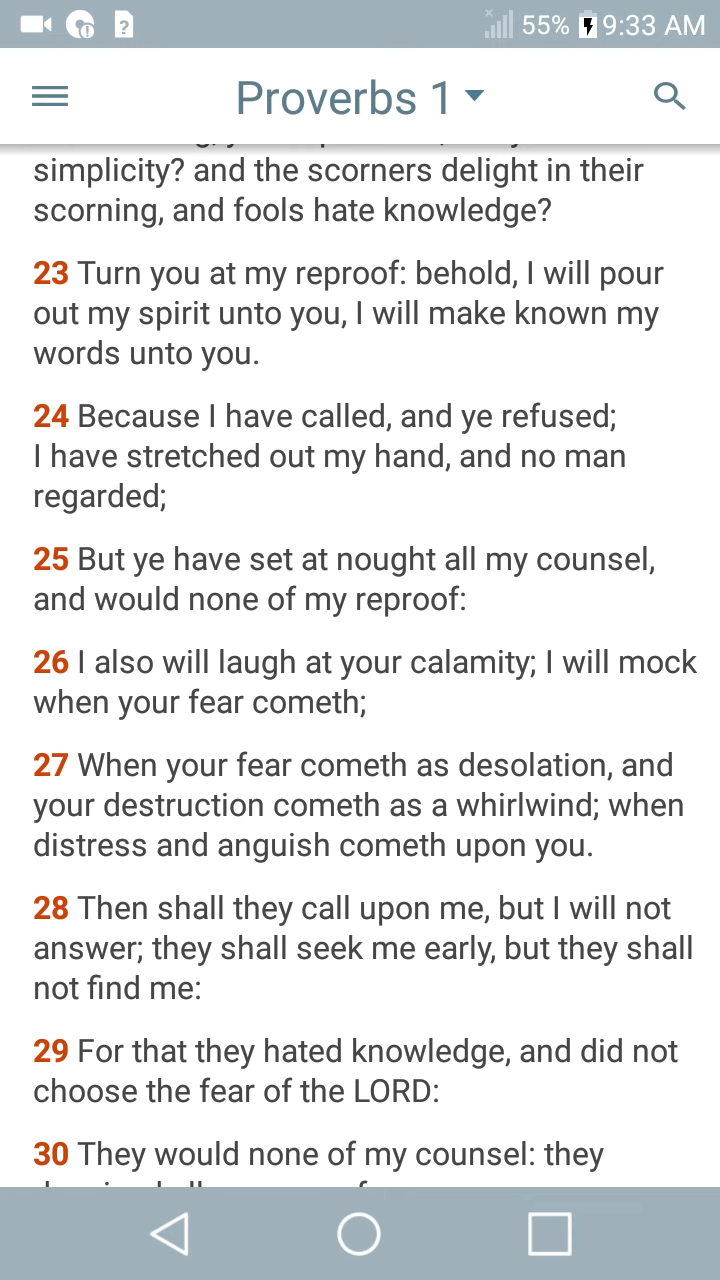 55% 9:33 AM
Proverbs 1
simplicity? and the scorners delight in their
scorning, and fools hate knowledge?
23 Turn you at my reproof: behold, I will pour
out my spirit unto you, I will make known my
words unto you.
24 Because I have called, and ye refused;
I have stretched out my hand, and no man
regarded;
25 But ye have set at nought all my counsel,
and would none of my reproof:
26 I also will laugh at your calamity; I will mock
when your fear cometh;
27 When your fear cometh as desolation, and
your destruction cometh as a whirlwind; when
distress and anguish cometh upon you.
28 Then shall they call upon me, but I will not
answer; they shall seek me early, but they shall
not find me:
29 For that they hated knowledge, and did not
choose the fear of the LORD:
30 They would none of my counsel: they